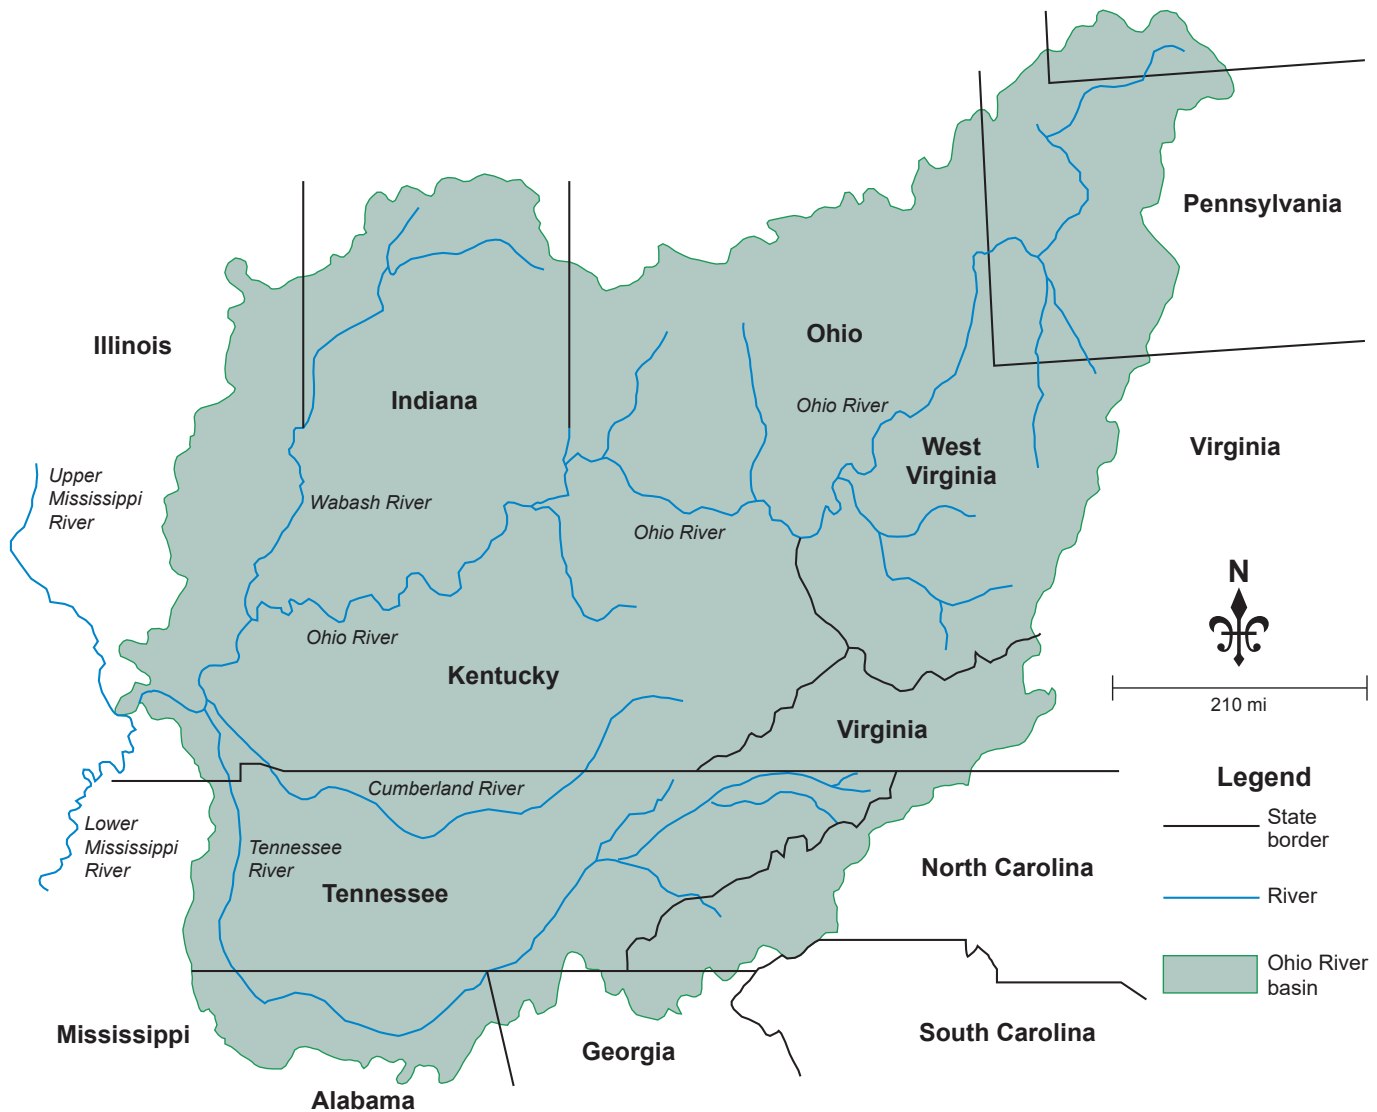 Pennsylvania
Illinois
Ohio
Indiana
Ohio River
West
Virginia
Virginia
Upper
Mississippi
River
Wabash River
Ohio River
N
Ohio River
Kentucky
210 mi
Virginia
Legend
Cumberland River
State
border
Lower
Mississippi
River
Tennessee
River
Tennessee
North Carolina
River
Ohio River
basin
Mississippi
Georgia
South Carolina
Alabama